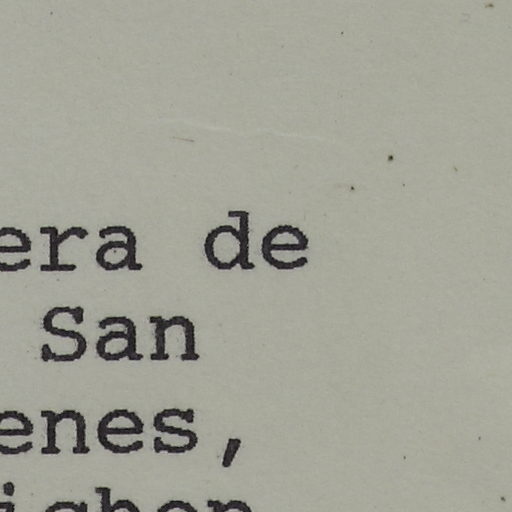 era de
San
enes,